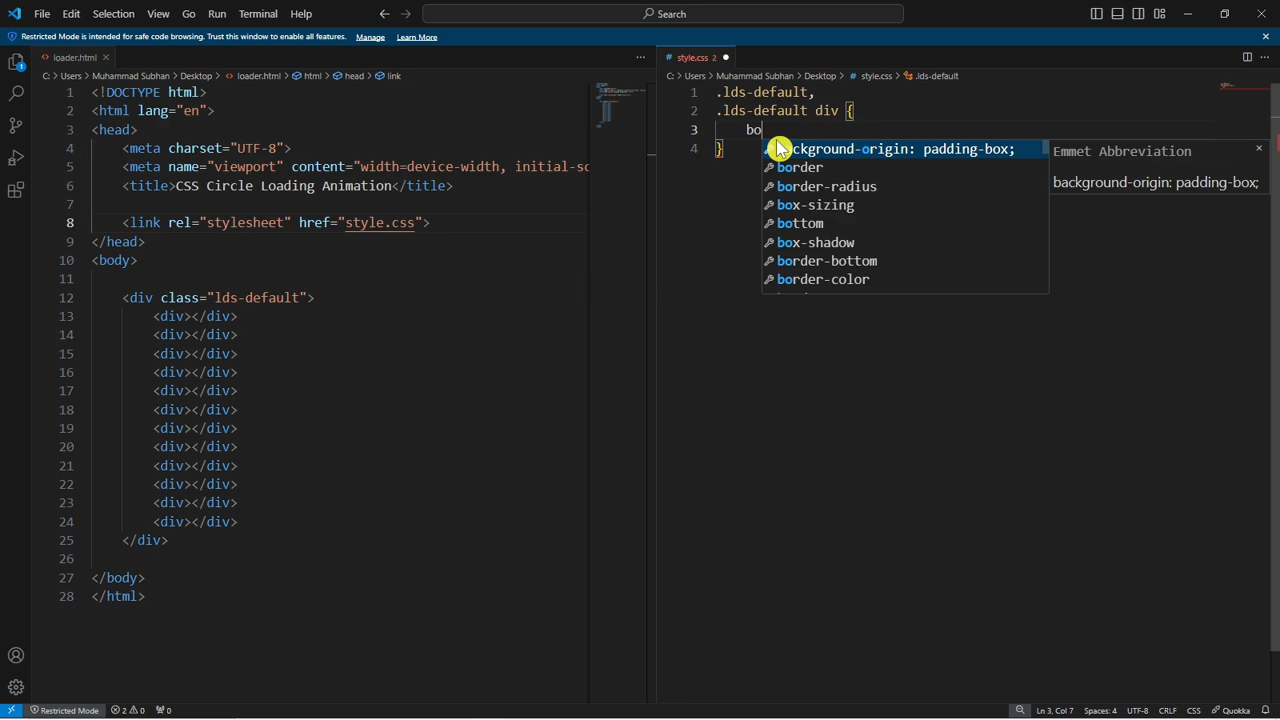 File Edit Selection View Go Run Terminal Help Search
Restricted Mode is intended for safe code browsing. Trust this window to enable all features. Manage Learn More
loader.html
C: > Users > Muhammad Subhan > Desktop > loader.html > html > head > link
1 <!DOCTYPE html>
2 <html lang="en">
3 <head>
4 <meta charset="UTF-8">
5 <meta name="viewport" content="width=device-width, initial-sc
6 <title>CSS Circle Loading Animation</title>
7
8 <link rel="stylesheet" href="style.css">
9 </head>
10 <body>
11
12 <div class="lds-default">
13 <div></div>
14 <div></div>
15 <div></div>
16 <div></div>
17 <div></div>
18 <div></div>
19 <div></div>
20 <div></div>
21 <div></div>
22 <div></div>
23 <div></div>
24 <div></div>
25 </div>
26
27 </body>
28 </html>
style.css 2
C: > Users > Muhammad Subhan > Desktop > style.css > .lds-default
1 .lds-default,
2 .lds-default div {
3 bo
4 }
ckground-origin: padding-box;
border
border-radius
box-sizing
bottom
box-shadow
border-bottom
border-color
Emmet Abbreviation
background-origin: padding-box;
1
Restricted Mode 2 0 0 Ln 3, Col 7 Spaces: 4 UTF-8 CRLF CSS Quokka